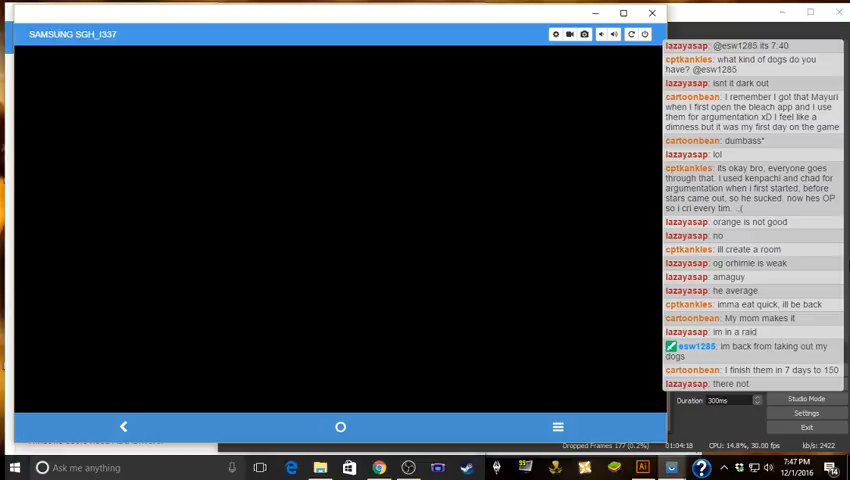 SAMSUNG SGH_I337
lazayasap: @esw1285 its 7:40
cptkankles: what kind of dogs do you
have? @esw1285
lazayasap: isnt it dark out
cartoonbean: I remember I got that Mayuri
when I first open the bleach app and I use
them for argumentation xD I feel like a
dimness but it was my first day on the game
cartoonbean: dumbass*
lazayasap: lol
cptkankles: its okay bro, everyone goes
through that. I used kenpachi and chad for
argumentation when i first started, before
stars came out, so he sucked. now hes OP
so i cri every tim. .(
lazayasap: orange is not good
lazayasap: no
cptkankles: ill create a room
lazayasap: og orhimie is weak
lazayasap: amaguy
lazayasap: he average
cptkankles: imma eat quick, ill be back
cartoonbean: My mom makes it
lazayasap: im in a raid
esw1285: im back from taking out my
dogs
cartoonbean: I finish them in 7 days to 150
lazayasap: there not
Duration 300ms
Studio Mode
Settings
Exit
Dropped Frames 177 (0.2%) 01:04:18 CPU: 14.8%, 30.00 fps kb/s: 2422
Ask me anything
99
Ai
7:47 PM
12/1/2016
14